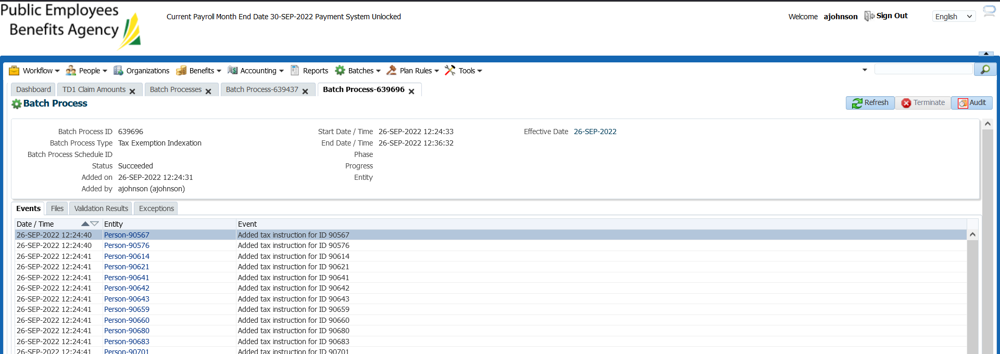 Public Employees
Benefits Agency
Current Payroll Month End Date 30-SEP-2022 Payment System Unlocked
Welcome ajohnson Sign Out English
Workflow People Organizations Benefits Accounting Reports Batches Plan Rules Tools
Dashboard TD1 Claim Amounts Batch Processes Batch Process-639437 Batch Process-639696
Batch Process Refresh Terminate Audit
Batch Process ID 639696 Start Date / Time 26-SEP-2022 12:24:33 Effective Date 26-SEP-2022
Batch Process Type Tax Exemption Indexation End Date / Time 26-SEP-2022 12:36:32
Batch Process Schedule ID Phase
Status Succeeded Progress
Added on 26-SEP-2022 12:24:31 Entity
Added by ajohnson (ajohnson)
Events Files Validation Results Exceptions
Date / Time Entity Event
26-SEP-2022 12:24:40 Person-90567 Added tax instruction for ID 90567
26-SEP-2022 12:24:40 Person-90576 Added tax instruction for ID 90576
26-SEP-2022 12:24:41 Person-90614 Added tax instruction for ID 90614
26-SEP-2022 12:24:41 Person-90621 Added tax instruction for ID 90621
26-SEP-2022 12:24:41 Person-90641 Added tax instruction for ID 90641
26-SEP-2022 12:24:41 Person-90642 Added tax instruction for ID 90642
26-SEP-2022 12:24:41 Person-90643 Added tax instruction for ID 90643
26-SEP-2022 12:24:41 Person-90659 Added tax instruction for ID 90659
26-SEP-2022 12:24:41 Person-90660 Added tax instruction for ID 90660
26-SEP-2022 12:24:41 Person-90680 Added tax instruction for ID 90680
26-SEP-2022 12:24:41 Person-90683 Added tax instruction for ID 90683
26-SEP-2022 12:24:41 Person-90701 Added tax instruction for ID 90701